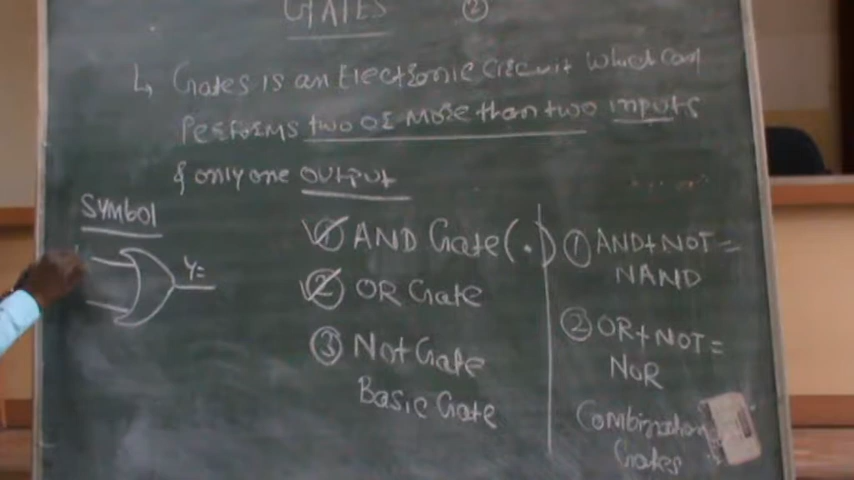 GATES ②
↳ Gates is an Electronic circuit which can
Performs two or more than two inputs
& only one output
SYMBOL
Y=
① AND Gate (.)
② OR Gate
③ Not Gate
Basic Gate
① AND+NOT=
NAND
② OR+NOT=
NOR
Combination
Gates